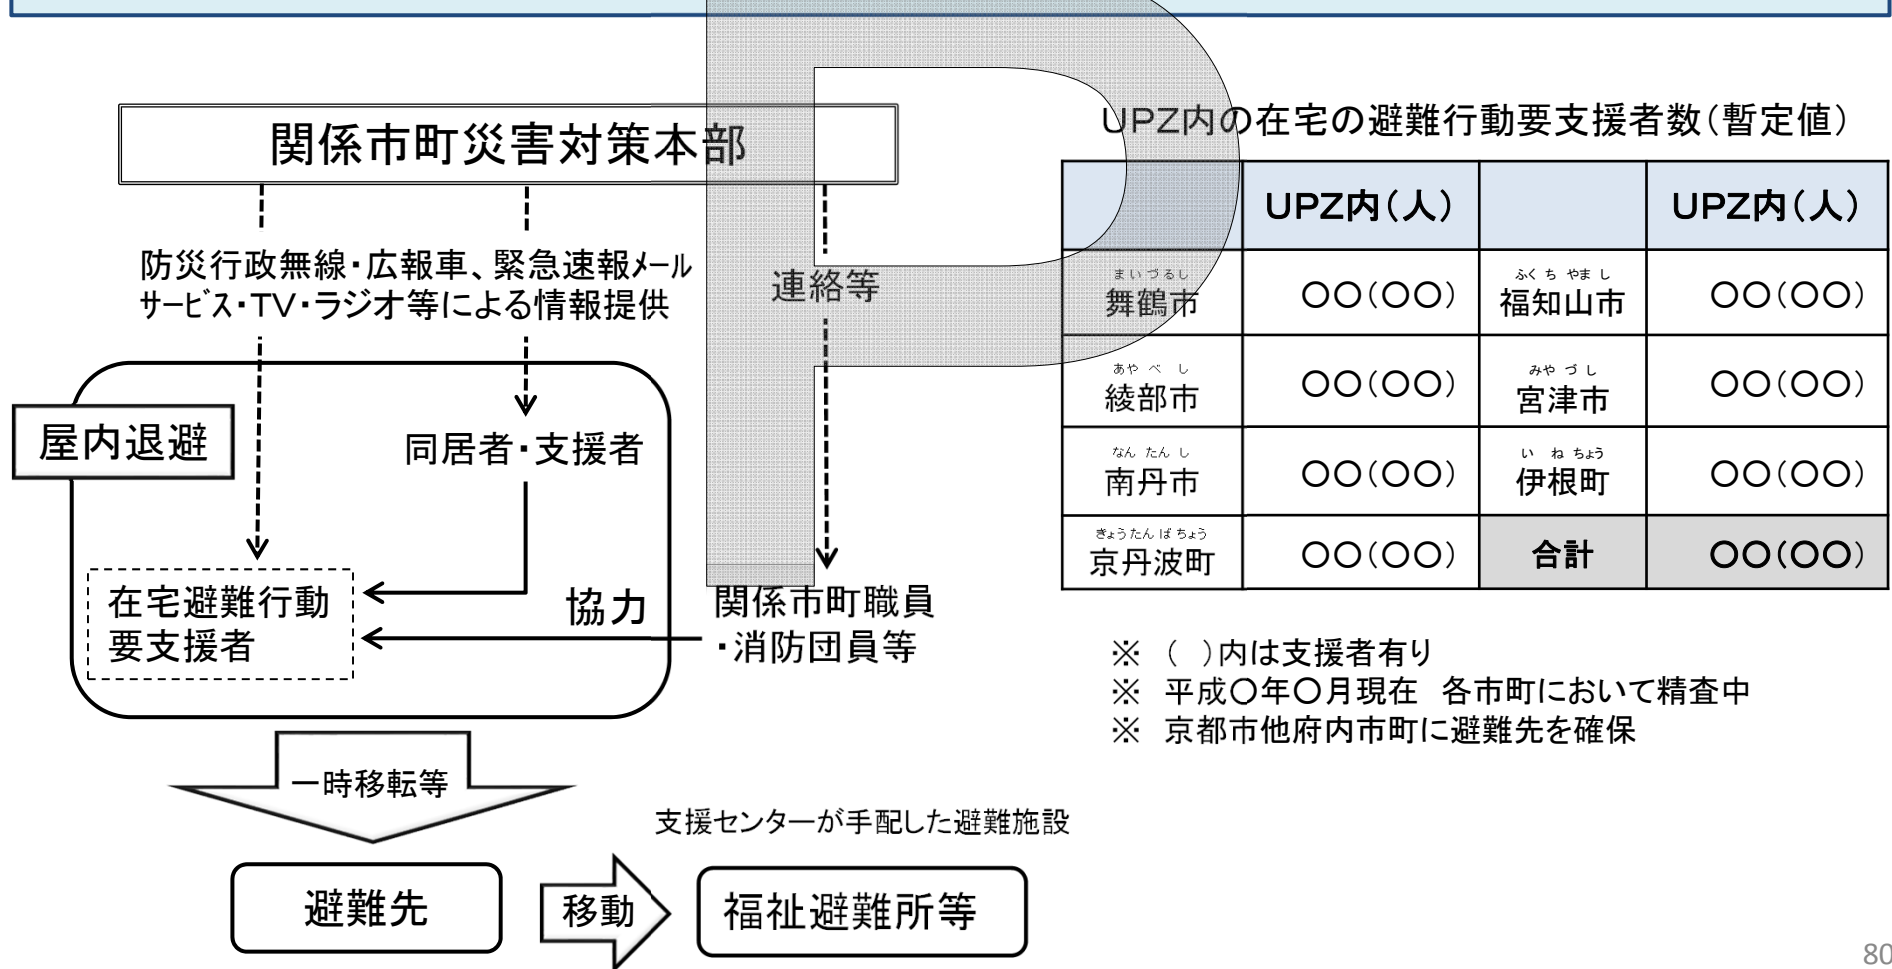 関係市町災害対策本部
防災行政無線・広報車、緊急速報メール
サービス・TV・ラジオ等による情報提供
連絡等
屋内退避
同居者・支援者
在宅避難行動
要支援者
協力
関係市町職員
・消防団員等
一時移転等
支援センターが手配した避難施設
避難先
移動
福祉避難所等
P
UPZ内の在宅の避難行動要支援者数（暫定値）
UPZ内（人） UPZ内（人）
まいづるし ふくちやまし
舞鶴市 〇〇（〇〇） 福知山市 〇〇（〇〇）
あやべし みやづし
綾部市 〇〇（〇〇） 宮津市 〇〇（〇〇）
なんたんし いねちょう
南丹市 〇〇（〇〇） 伊根町 〇〇（〇〇）
きょうたんばちょう
京丹波町 〇〇（〇〇） 合計 〇〇（〇〇）
※ （ ）内は支援者有り
※ 平成〇年〇月現在 各市町において精査中
※ 京都市他府内市町に避難先を確保
80